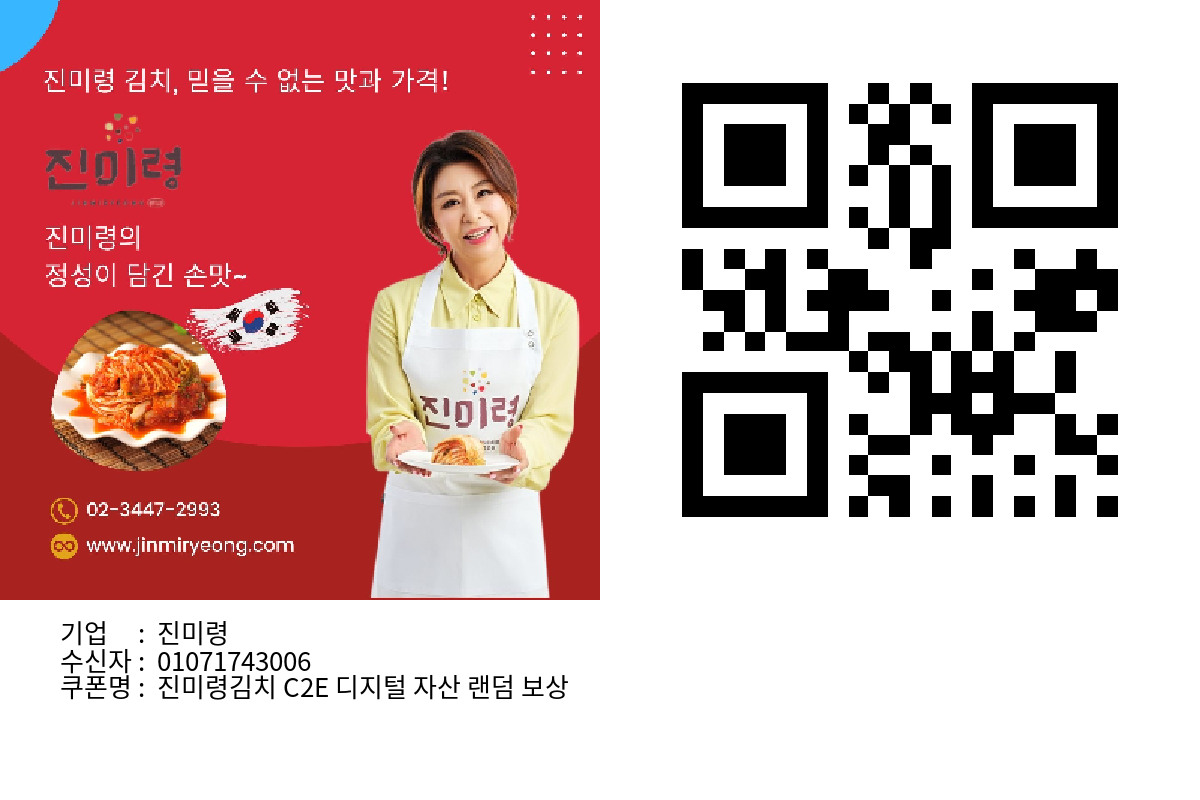 진미령 김치, 믿을 수 없는 맛과 가격!
진미령
진미령의
정성이 담긴 손맛~
진미령
02-3447-2993
www.jinmiryeong.com
기업 : 진미령
수신자 : 01071743006
쿠폰명 : 진미령김치 C2E 디지털 자산 랜덤 보상